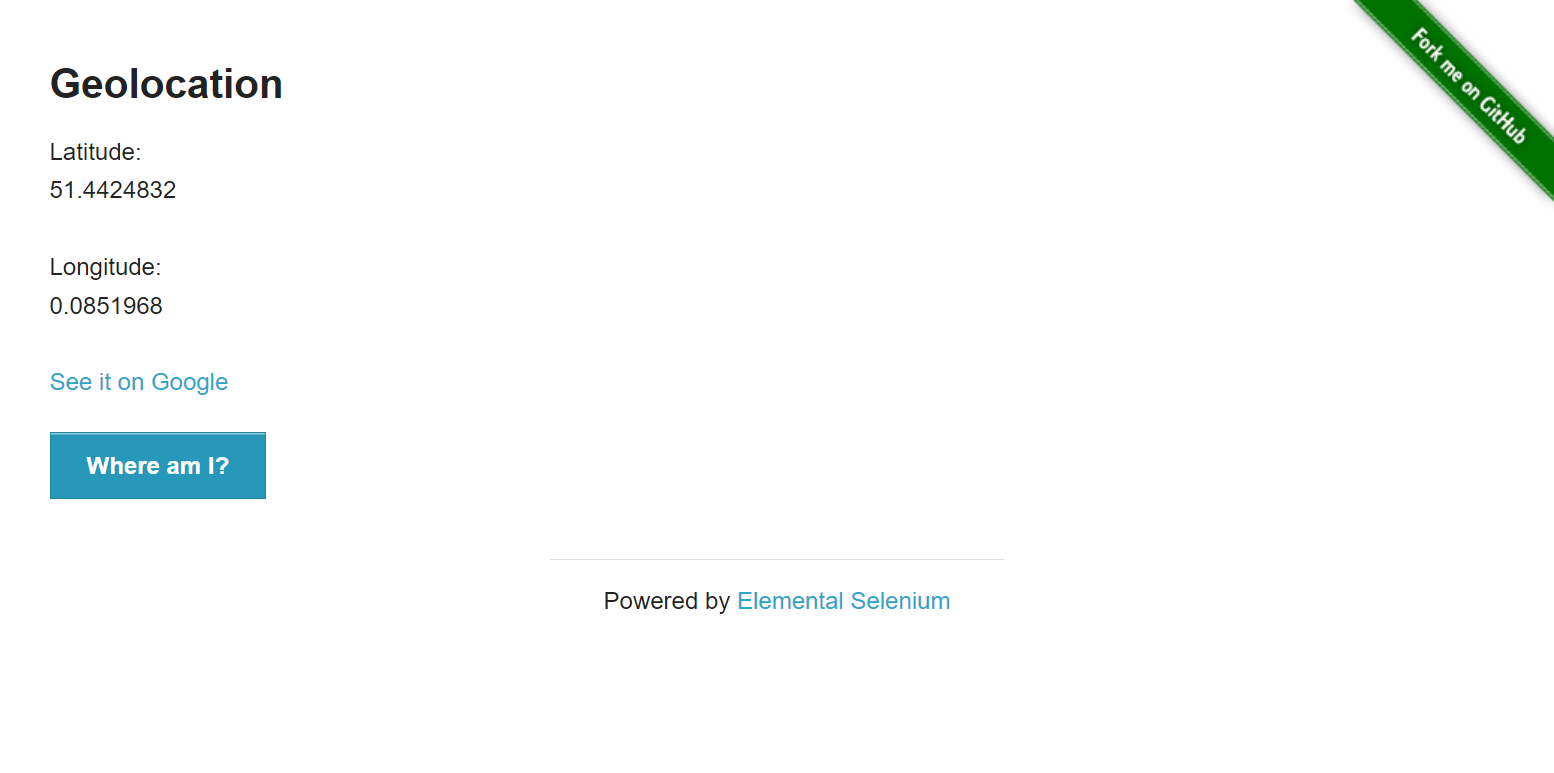 Fork me on GitHub
Geolocation
Latitude:
51.4424832
Longitude:
0.0851968
See it on Google
Where am I?
Powered by Elemental Selenium